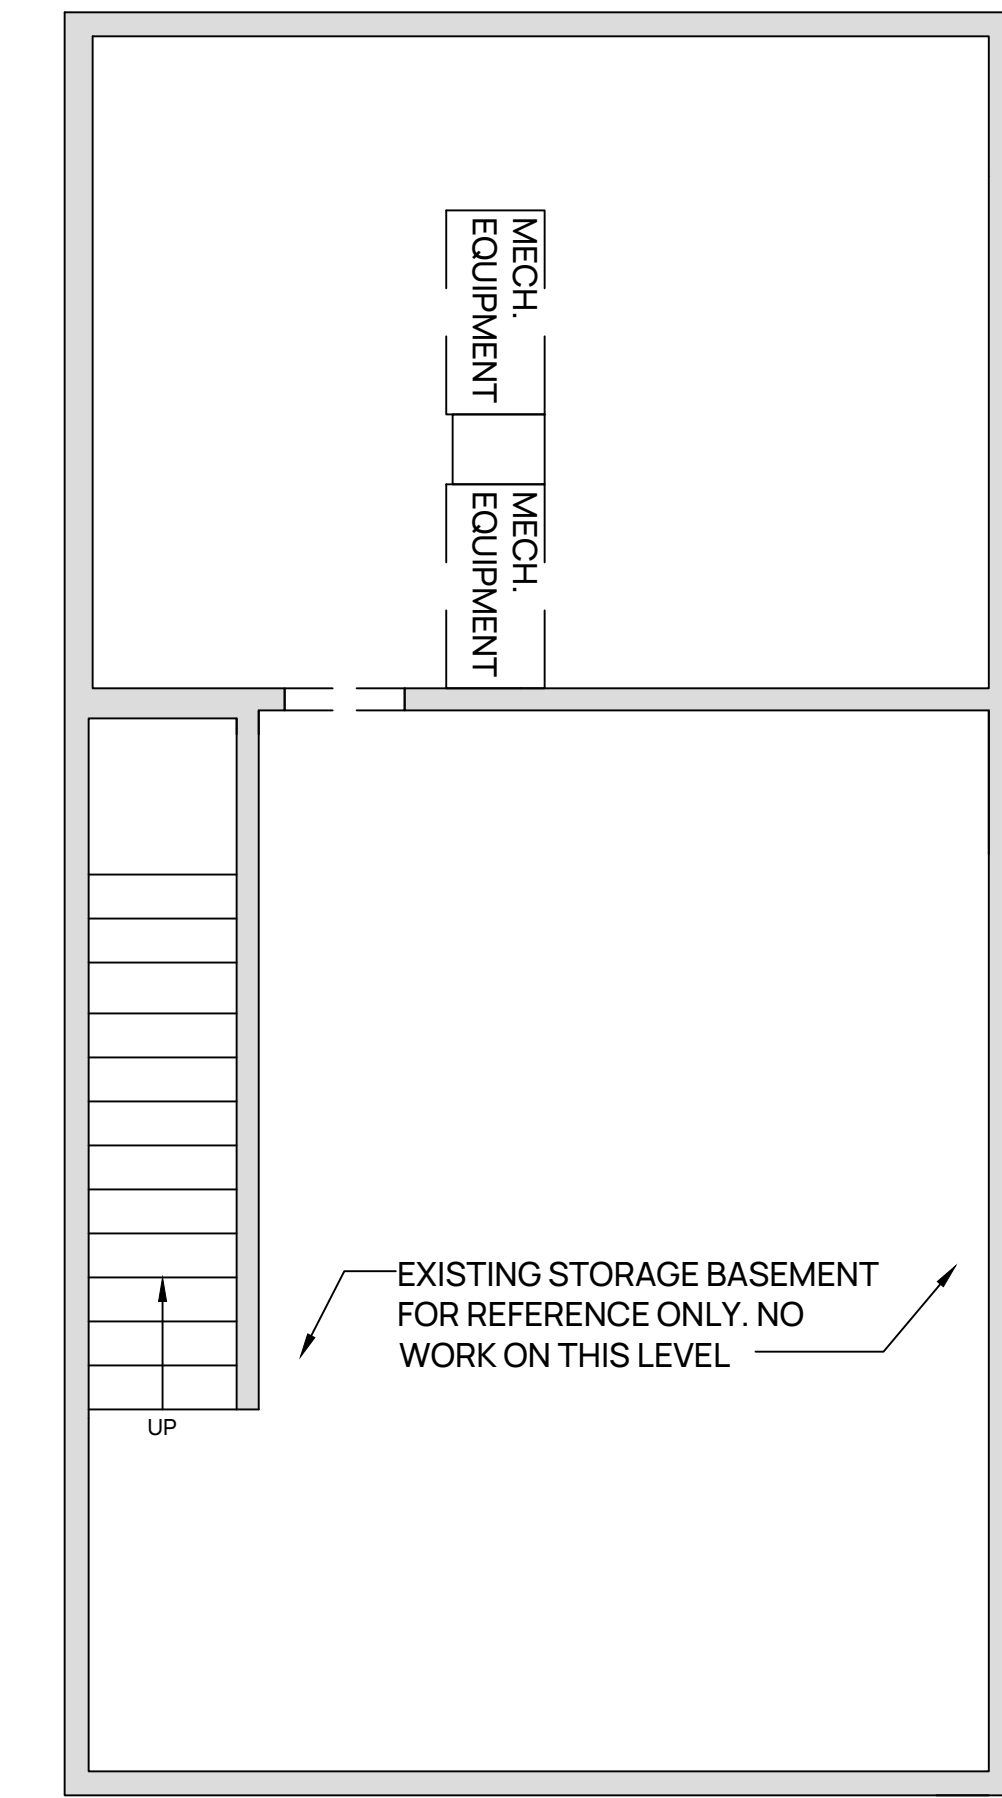 MECH.
EQUIPMENT
MECH.
EQUIPMENT
EXISTING STORAGE BASEMENT
FOR REFERENCE ONLY. NO
WORK ON THIS LEVEL
UP